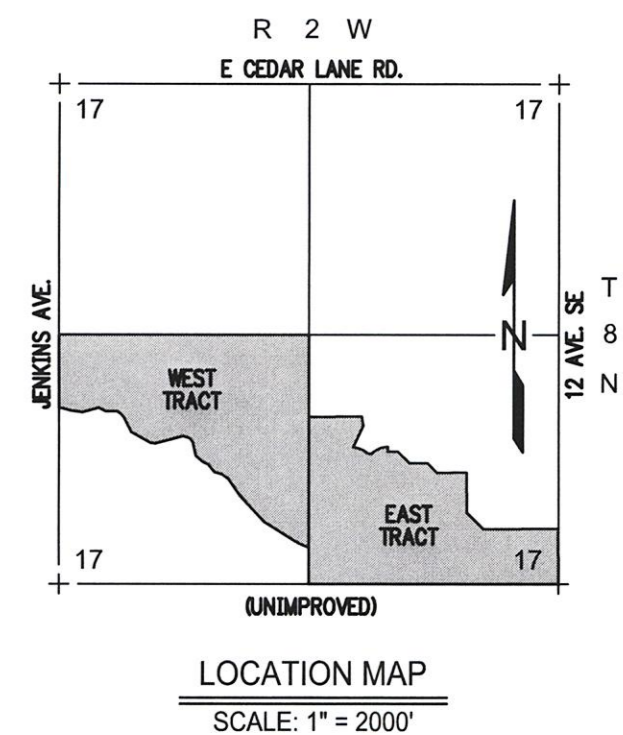 R 2 W
E CEDAR LANE RD.
17
17
JENKINS AVE.
12 AVE. SE
T
8
N
N
WEST
TRACT
EAST
TRACT
17
17
(UNIMPROVED)
LOCATION MAP
SCALE: 1" = 2000'